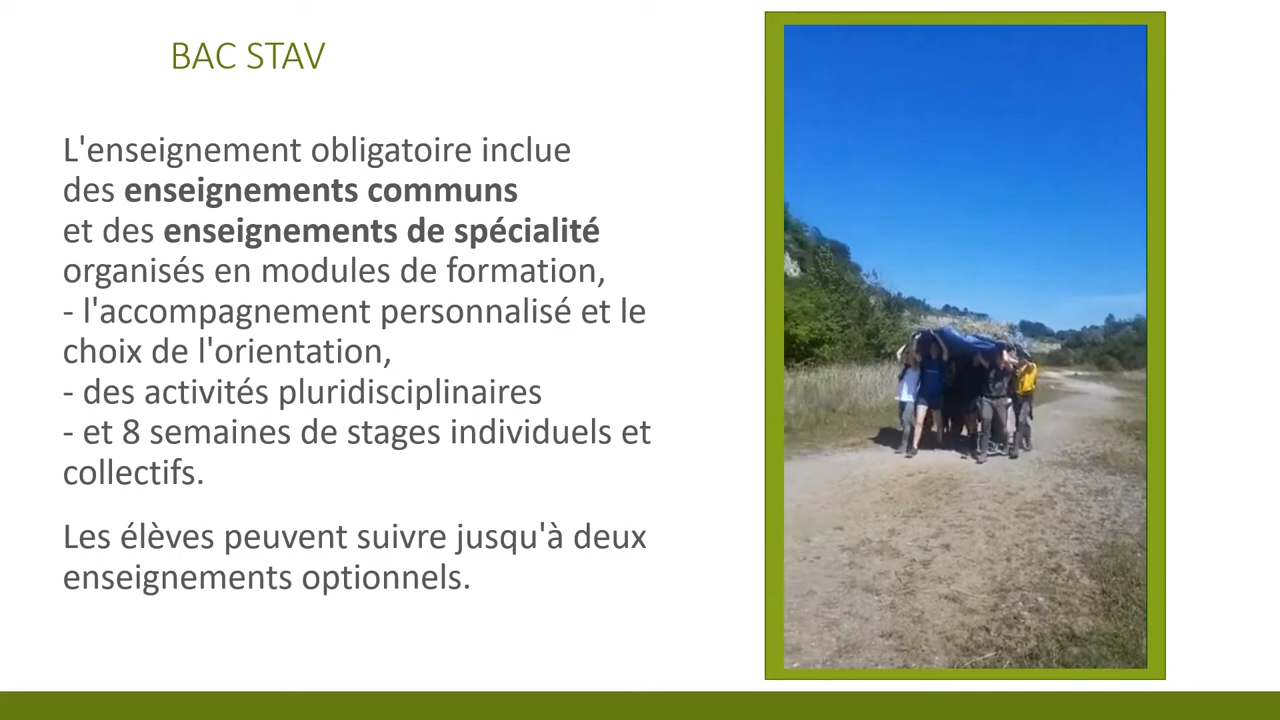 BAC STAV
L'enseignement obligatoire inclue
des enseignements communs
et des enseignements de spécialité
organisés en modules de formation,
- l'accompagnement personnalisé et le
choix de l'orientation,
- des activités pluridisciplinaires
- et 8 semaines de stages individuels et
collectifs.
Les élèves peuvent suivre jusqu'à deux
enseignements optionnels.